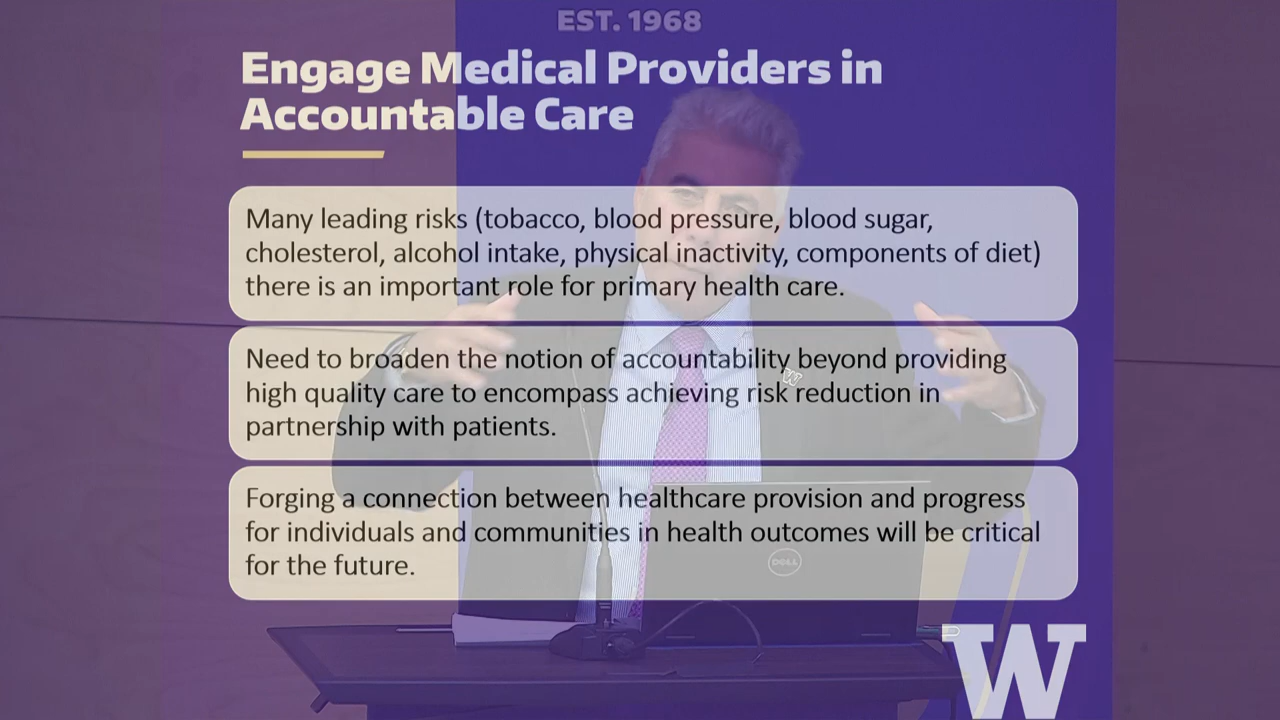 EST. 1968
Engage Medical Providers in
Accountable Care
Many leading risks (tobacco, blood pressure, blood sugar,
cholesterol, alcohol intake, physical inactivity, components of diet)
there is an important role for primary health care.
Need to broaden the notion of accountability beyond providing
high quality care to encompass achieving risk reduction in
partnership with patients.
Forging a connection between healthcare provision and progress
for individuals and communities in health outcomes will be critical
for the future.
W
DELL
W